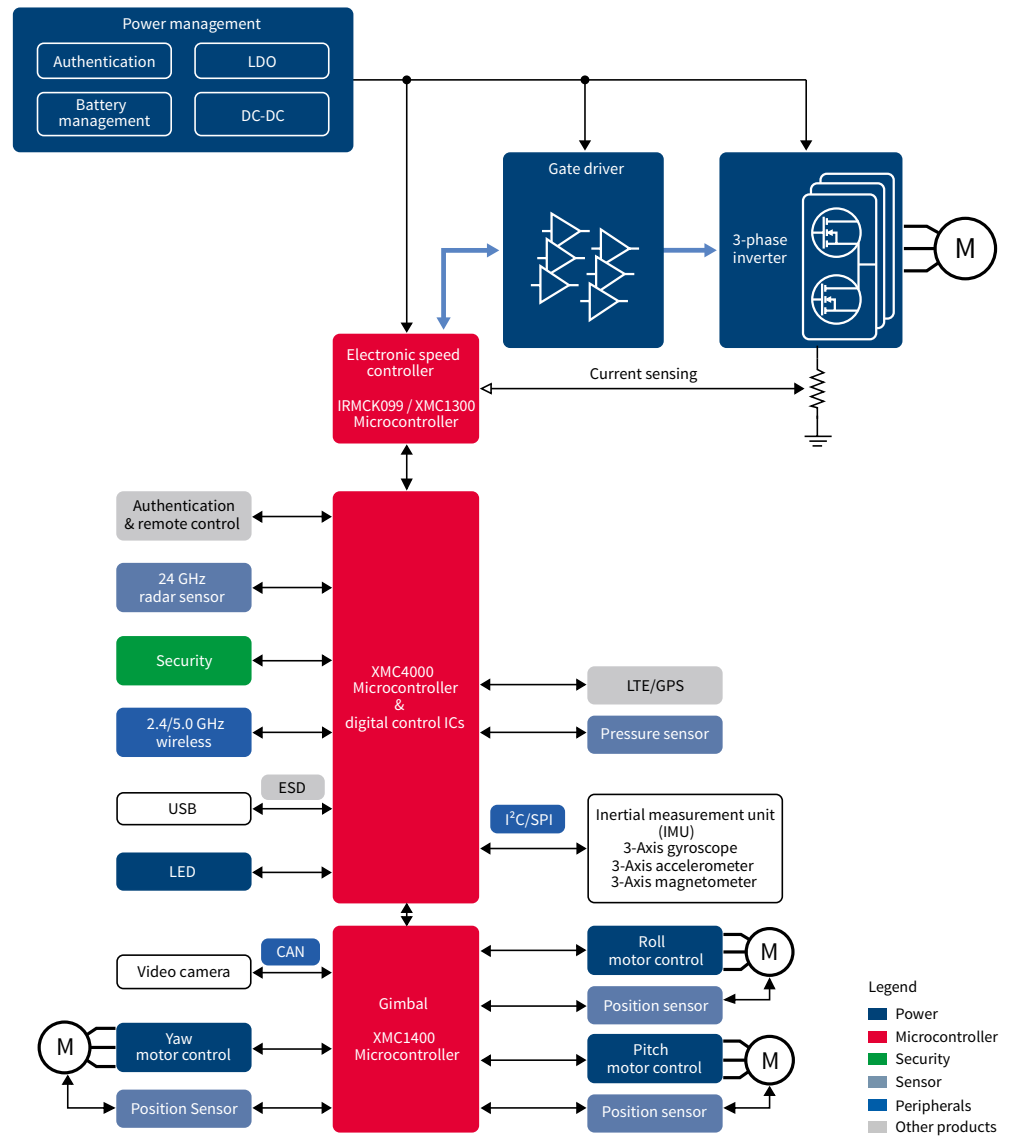 Power management
Authentication
LDO
Battery
management
DC-DC
Gate driver
3-phase
inverter
M
Electronic speed
controller
IRMCK099 / XMC1300
Microcontroller
Current sensing
Authentication
& remote control
24 GHz
radar sensor
Security
2.4/5.0 GHz
wireless
ESD
USB
LED
XMC4000
Microcontroller
&
digital control ICs
LTE/GPS
Pressure sensor
I²C/SPI
Inertial measurement unit
(IMU)
3-Axis gyroscope
3-Axis accelerometer
3-Axis magnetometer
CAN
Video camera
M
Yaw
motor control
Position Sensor
Gimbal
XMC1400
Microcontroller
Roll
motor control
M
Position sensor
Pitch
motor control
M
Position sensor
Legend
Power
Microcontroller
Security
Sensor
Peripherals
Other products